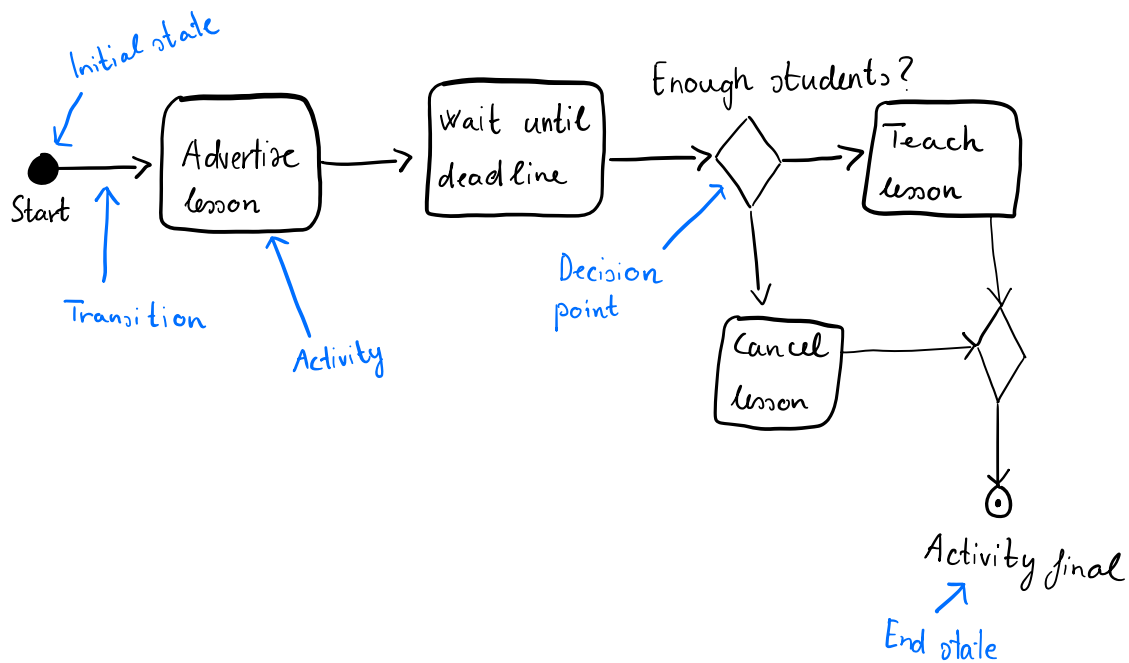 Initial state
Start
Transition
Advertise
lesson
Activity
Wait until
deadline
Enough students?
Decision
point
Teach
lesson
Cancel
lesson
Activity final
End state